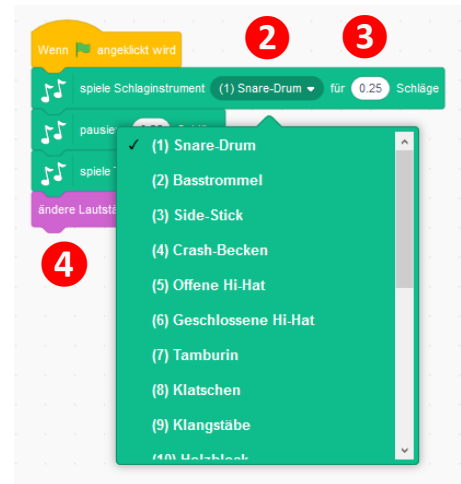 2 3
Wenn angeklickt wird
spiele Schlaginstrument (1) Snare-Drum für 0.25 Schläge
spiele
ändere
4
✓ (1) Snare-Drum
(2) Basstrommel
(3) Side-Stick
(4) Crash-Becken
(5) Offene Hi-Hat
(6) Geschlossene Hi-Hat
(7) Tamburin
(8) Klatschen
(9) Klangstäbe
(10) Holzblock